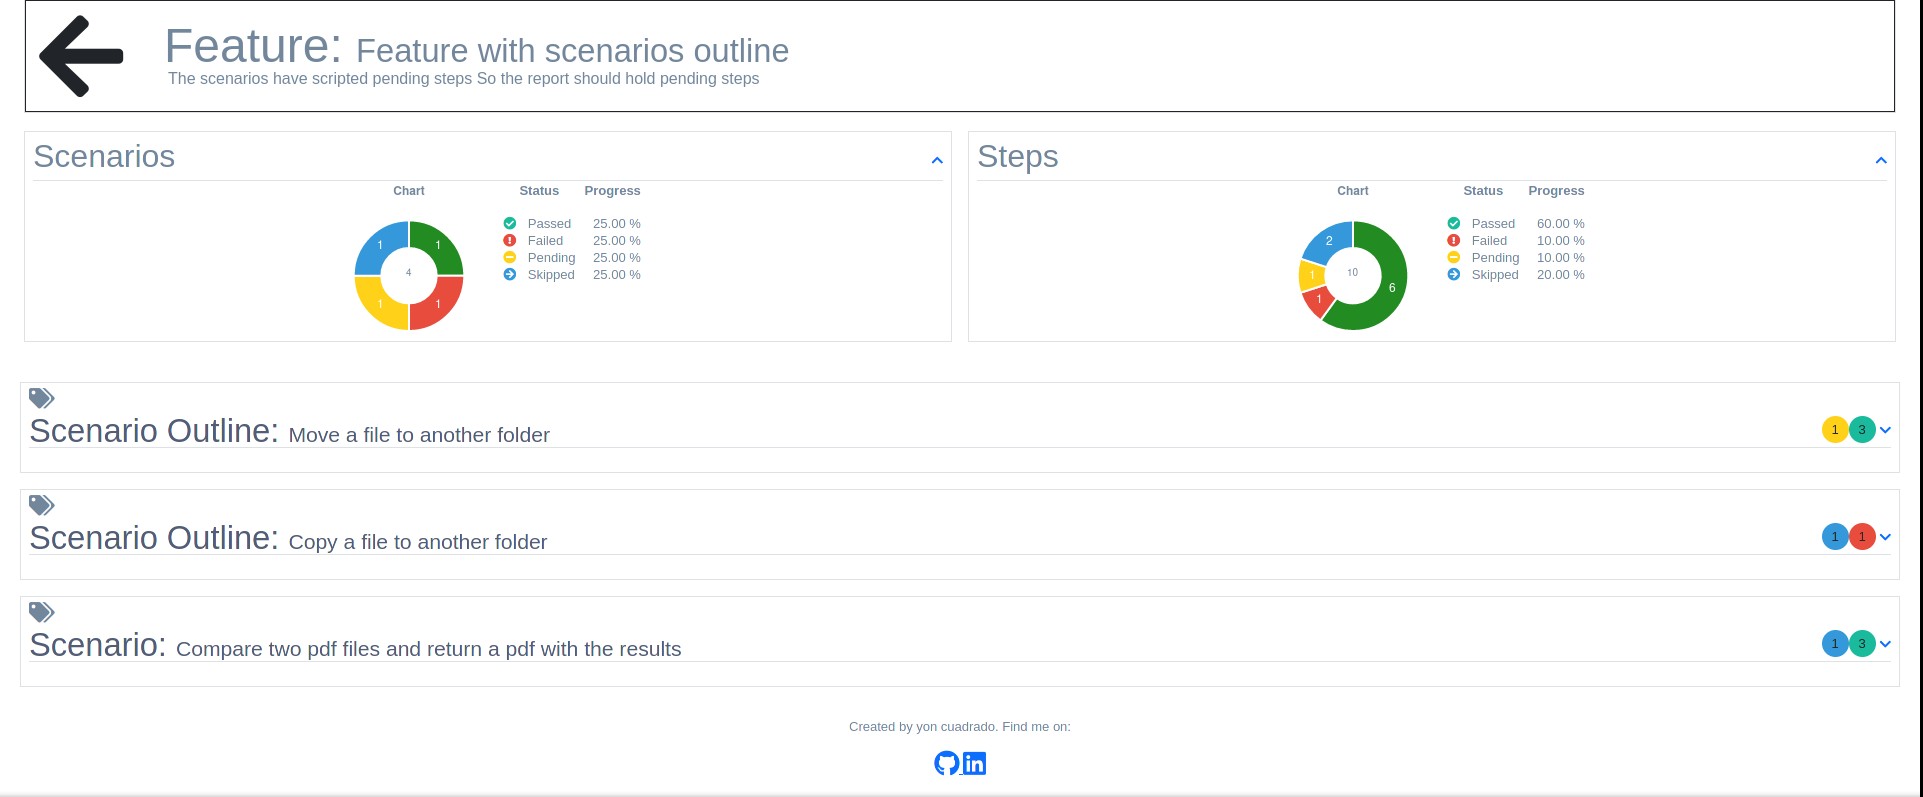 Feature: Feature with scenarios outline
The scenarios have scripted pending steps So the report should hold pending steps
Scenarios
Chart Status Progress
Passed 25.00 %
Failed 25.00 %
Pending 25.00 %
Skipped 25.00 %
1 1
4
1 1
Steps
Chart Status Progress
Passed 60.00 %
Failed 10.00 %
Pending 10.00 %
Skipped 20.00 %
2
1 10
6
1
Scenario Outline: Move a file to another folder
1 3
Scenario Outline: Copy a file to another folder
1 1
Scenario: Compare two pdf files and return a pdf with the results
1 3
Created by yon cuadrado. Find me on:
in